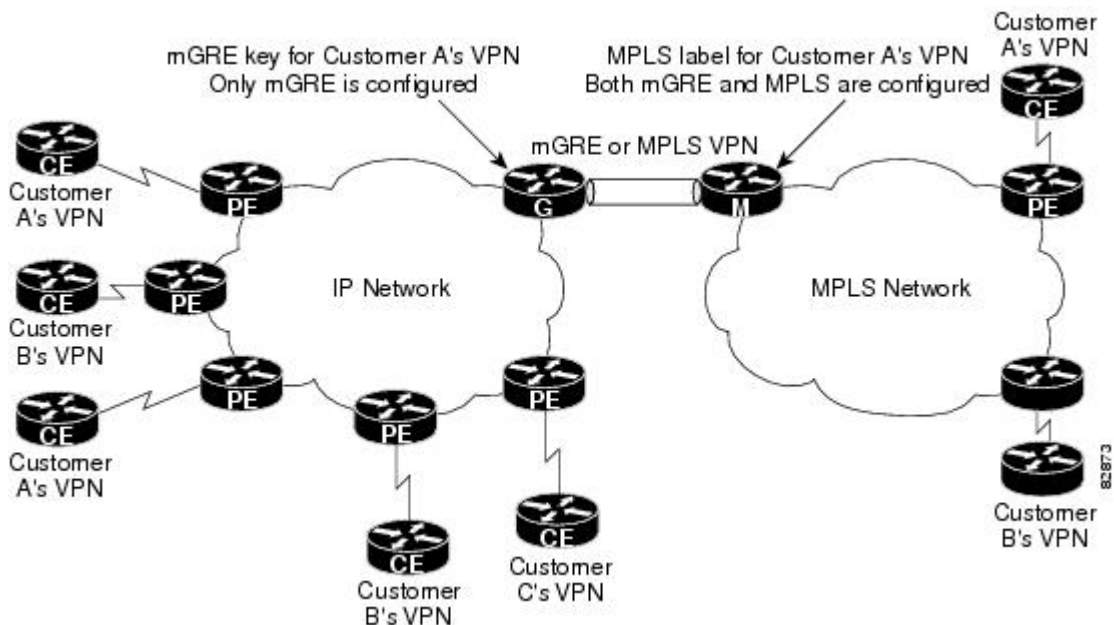 mGRE key for Customer A's VPN
Only mGRE is configured
MPLS label for Customer A's VPN
Both mGRE and MPLS are configured
Customer
A's VPN
CE
mGRE or MPLS VPN
CE
Customer
A's VPN
PE
G
M
PE
CE
Customer
B's VPN
PE
IP Network
MPLS Network
CE
Customer
A's VPN
PE
PE
PE
CE
Customer
B's VPN
CE
Customer
C's VPN
Customer
B's VPN
82873